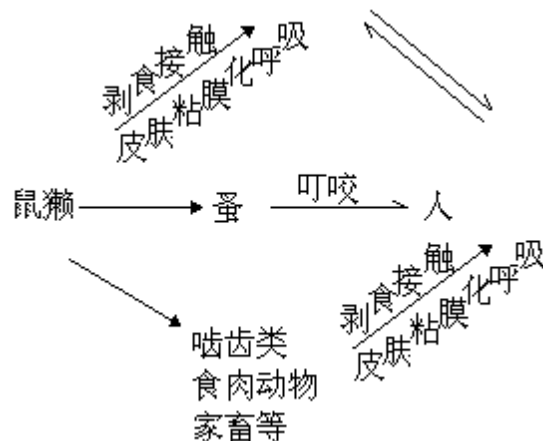 剥食接触
皮肤粘膜化呼吸
鼠獭
蚤
叮咬
人
剥食接触
皮肤粘膜化呼吸
啮齿类
食肉动物
家畜等